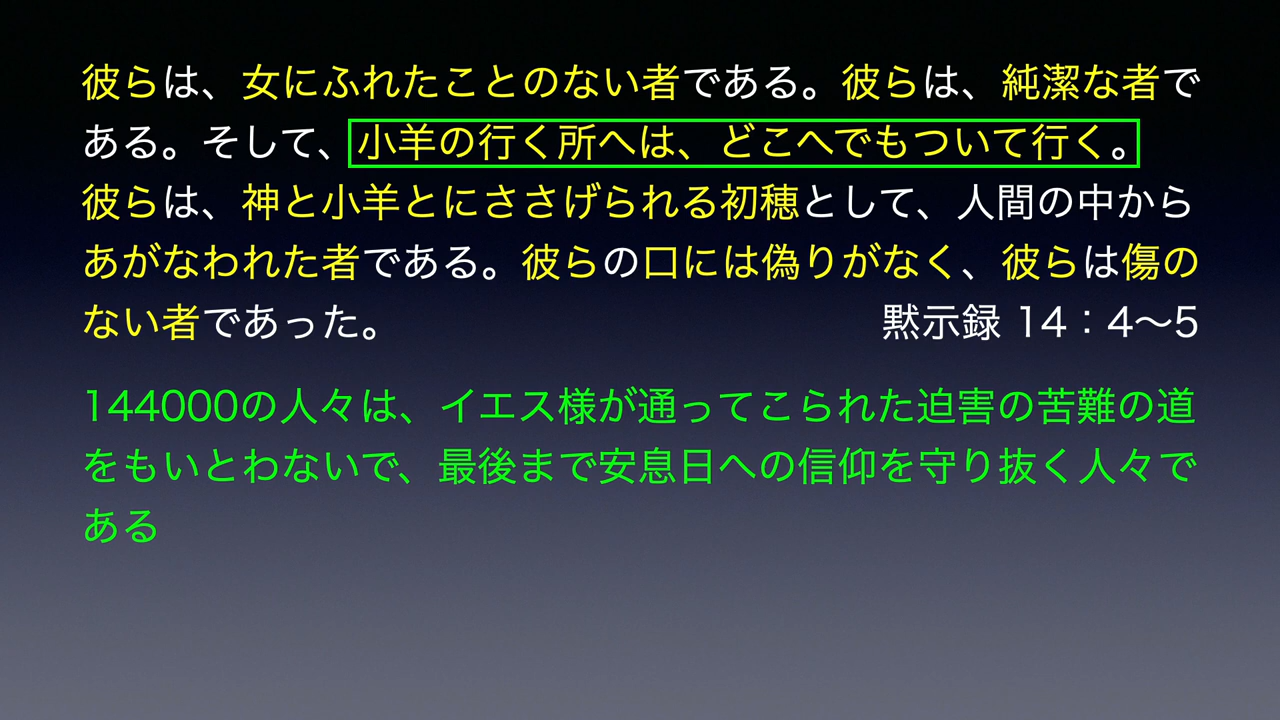 彼らは、女にふれたことのない者である。彼らは、純潔な者で
ある。そして、小羊の行く所へは、どこへでもついて行く。
彼らは、神と小羊とにささげられる初穂として、人間の中から
あがなわれた者である。彼らの口には偽りがなく、彼らは傷の
ない者であった。 黙示録 14：4〜5
144000の人々は、イエス様が通ってこられた迫害の苦難の道
をもいとわないで、最後まで安息日への信仰を守り抜く人々で
ある